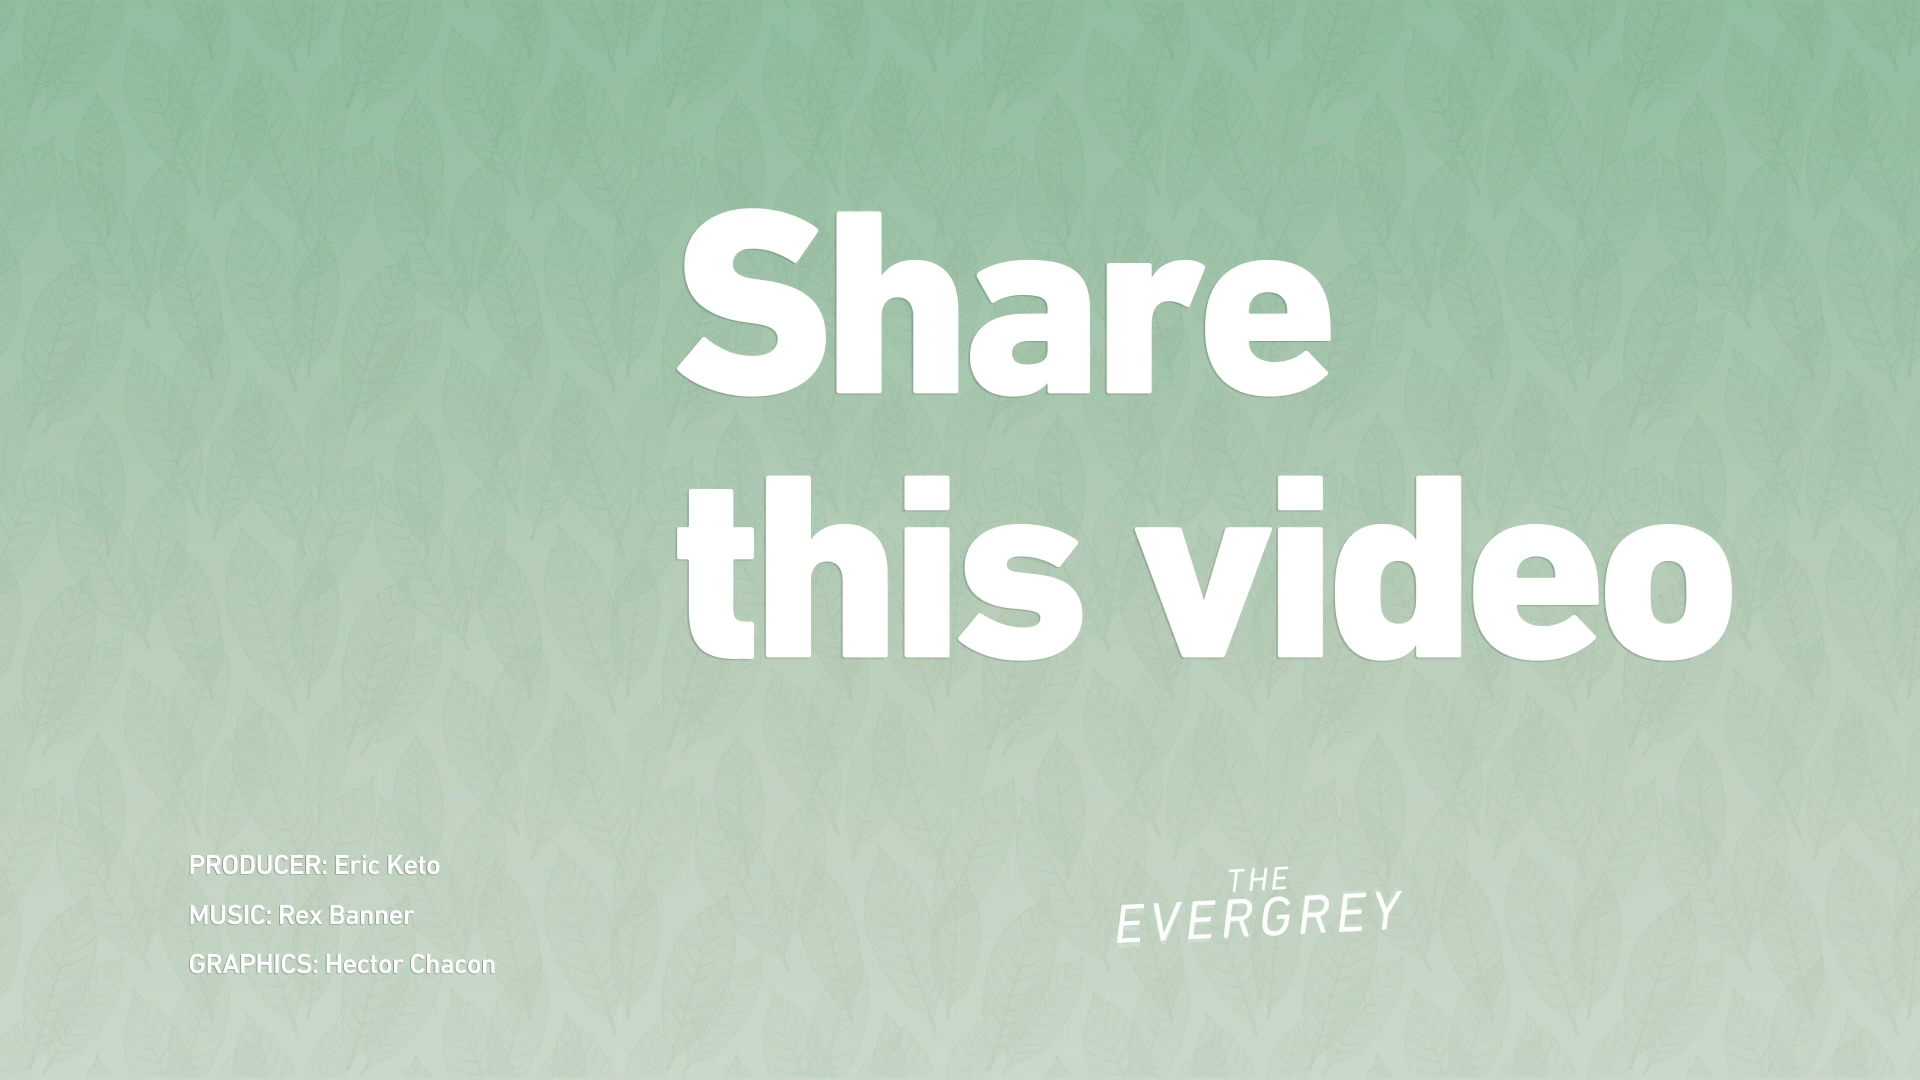 Share
this video
PRODUCER: Eric Keto
MUSIC: Rex Banner
GRAPHICS: Hector Chacon
THE
EVERGREY